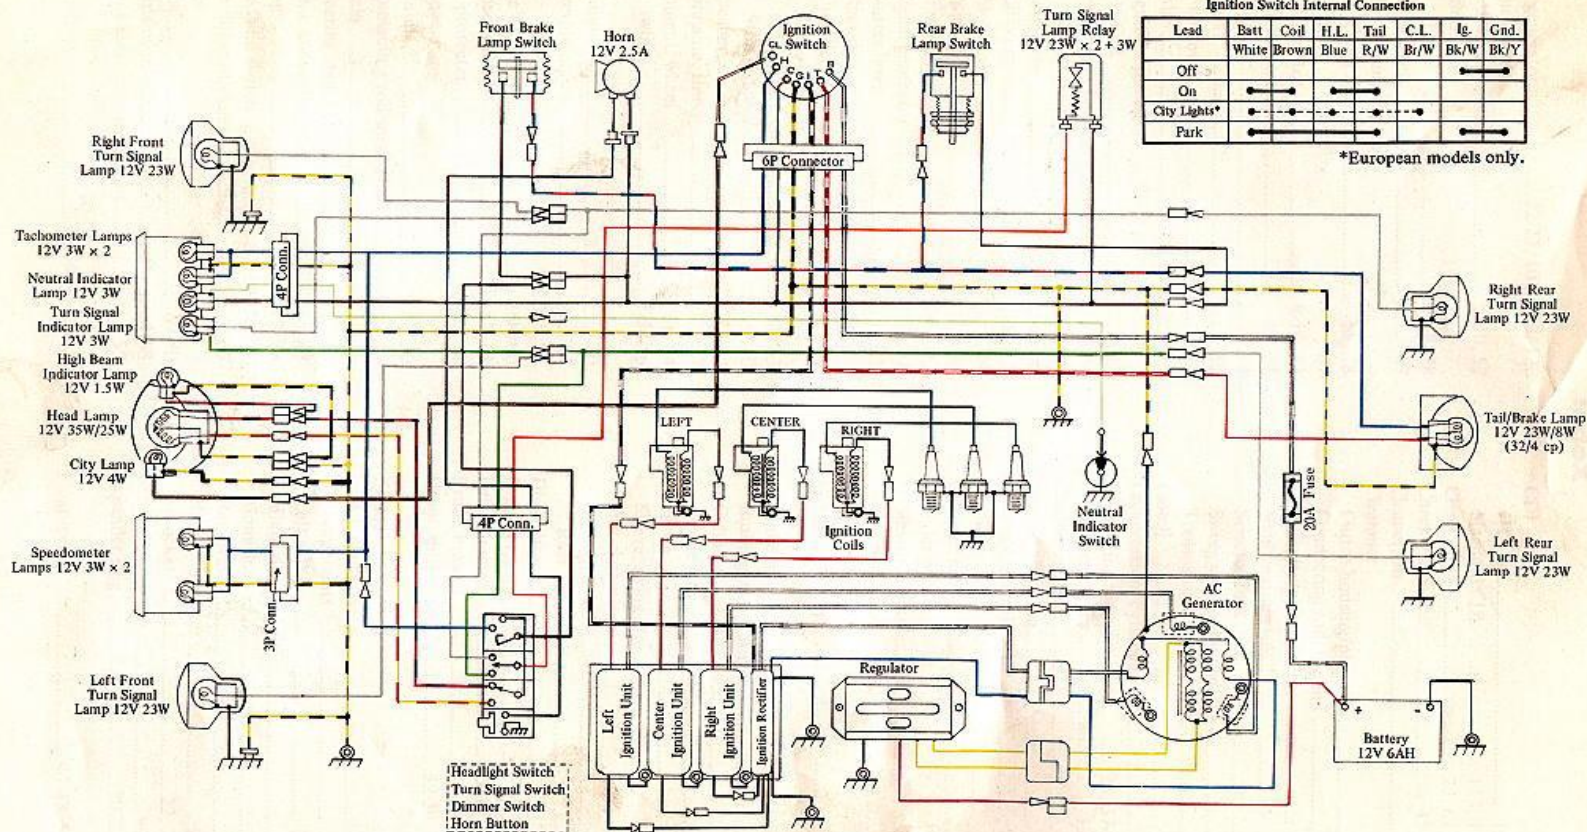 Front Brake
Lamp Switch
Horn
12V 2.5A
Ignition
Switch
CL
H
C
G
I
T
B
Rear Brake
Lamp Switch
Turn Signal
Lamp Relay
12V 23W × 2 + 3W
Ignition Switch Internal Connection
Lead Batt Coil H.L. Tail C.L. Ig. Gnd.
White Brown Blue R/W Br/W Bk/W Bk/Y
Off
On
City Lights*
Park
*European models only.
6P Connector
Right Front
Turn Signal
Lamp 12V 23W
Tachometer Lamps
12V 3W × 2
Neutral Indicator
Lamp 12V 3W
Turn Signal
Indicator Lamp
12V 3W
4P Conn.
High Beam
Indicator Lamp
12V 1.5W
Head Lamp
12V 35W/25W
City Lamp
12V 4W
Speedometer
Lamps 12V 3W × 2
3P Conn.
Left Front
Turn Signal
Lamp 12V 23W
4P Conn.
Headlight Switch
Turn Signal Switch
Dimmer Switch
Horn Button
LEFT
CENTER
RIGHT
Ignition
Coils
Neutral
Indicator
Switch
20A Fuse
Right Rear
Turn Signal
Lamp 12V 23W
Tail/Brake Lamp
12V 23W/8W
(32/4 cp)
Left Rear
Turn Signal
Lamp 12V 23W
AC
Generator
Regulator
Left
Ignition Unit
Center
Ignition Unit
Right
Ignition Unit
Ignition Rectifier
+
-
Battery
12V 6AH